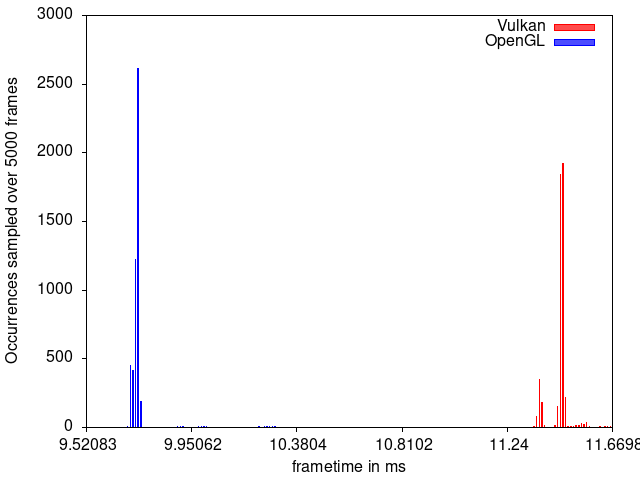 3000
2500
2000
1500
1000
500
0
Occurrences sampled over 5000 frames
Vulkan
OpenGL
9.52083 9.95062 10.3804 10.8102 11.24 11.6698
frametime in ms